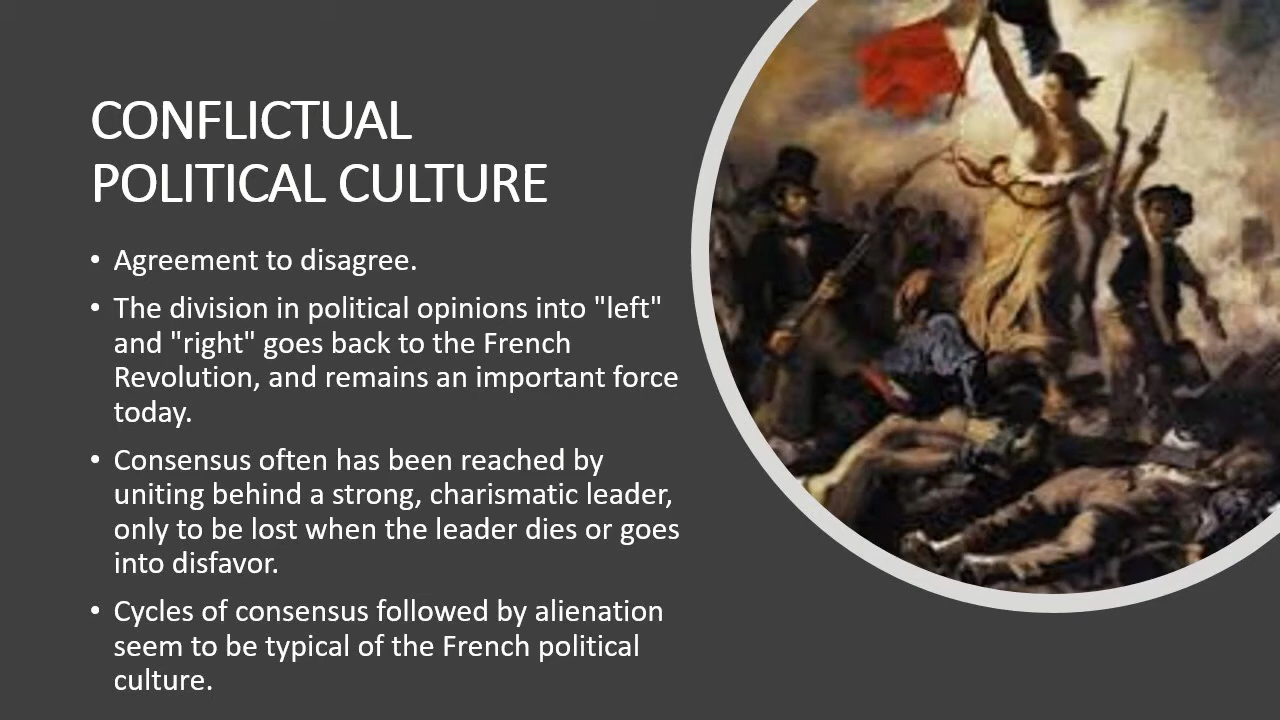 CONFLICTUAL
POLITICAL CULTURE
• Agreement to disagree.
• The division in political opinions into "left"
and "right" goes back to the French
Revolution, and remains an important force
today.
• Consensus often has been reached by
uniting behind a strong, charismatic leader,
only to be lost when the leader dies or goes
into disfavor.
• Cycles of consensus followed by alienation
seem to be typical of the French political
culture.